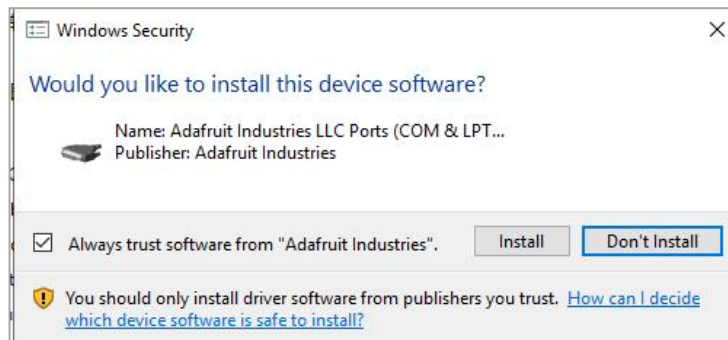 Windows Security
Would you like to install this device software?
Name: Adafruit Industries LLC Ports (COM & LPT...
Publisher: Adafruit Industries
Always trust software from "Adafruit Industries".
Install
Don't Install
You should only install driver software from publishers you trust. How can I decide
which device software is safe to install?